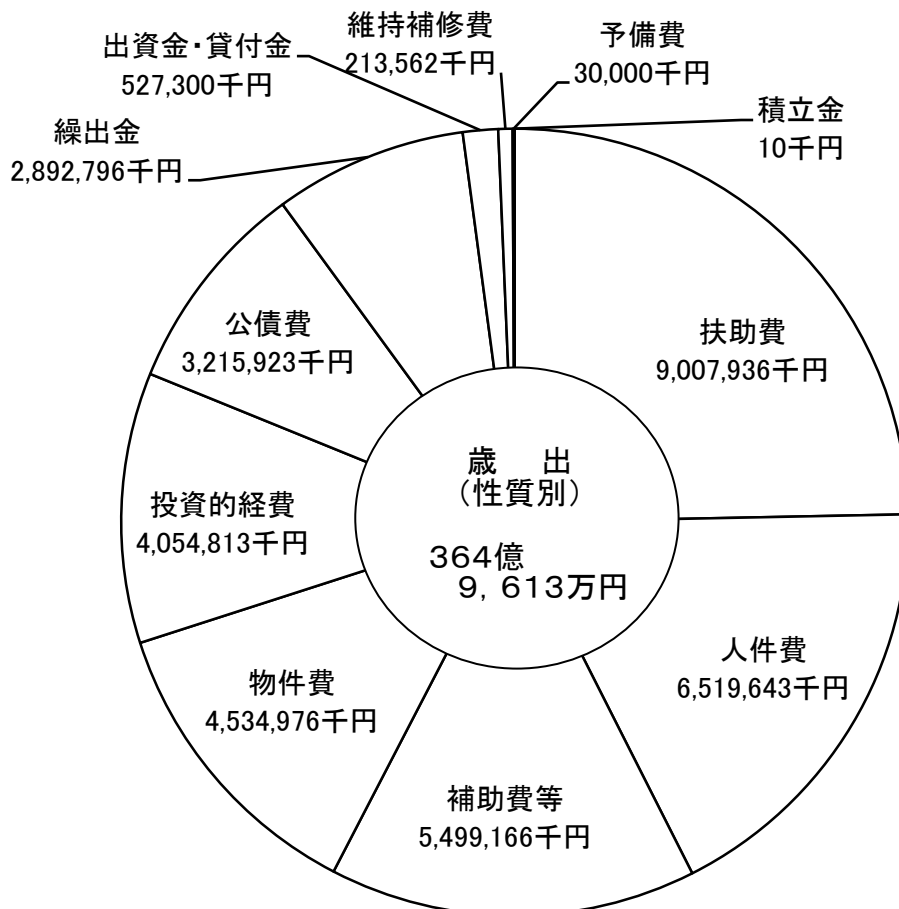 維持補修費
213,562千円
予備費
30,000千円
出資金・貸付金
527,300千円
積立金
10千円
繰出金
2,892,796千円
扶助費
9,007,936千円
公債費
3,215,923千円
歳 出
（性質別）
364億
9，613万円
投資的経費
4,054,813千円
人件費
6,519,643千円
物件費
4,534,976千円
補助費等
5,499,166千円